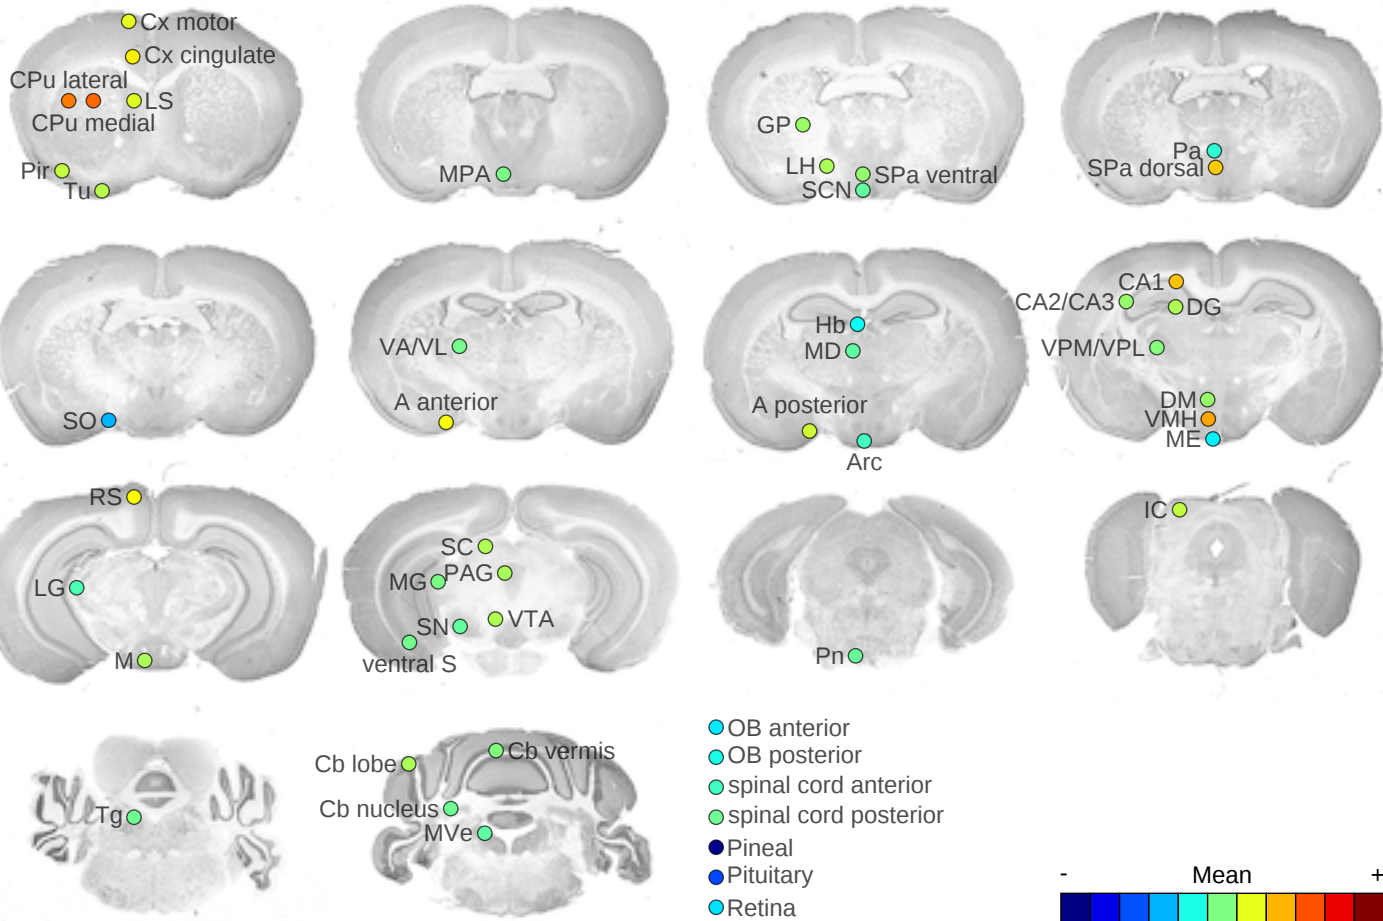 Cx motor
Cx cingulate
CPu lateral
LS
CPu medial
Pir
Tu
MPA
GP
LH
SPa ventral
SCN
Pa
SPa dorsal
SO
VA/VL
A anterior
Hb
MD
A posterior
Arc
CA1
CA2/CA3
DG
VPM/VPL
DM
VMH
ME
RS
LG
M
SC
PAG
MG
VTA
SN
ventral S
Pn
IC
Tg
Cb lobe
Cb vermis
Cb nucleus
MVe
OB anterior
OB posterior
spinal cord anterior
spinal cord posterior
Pineal
Pituitary
Retina
- Mean +